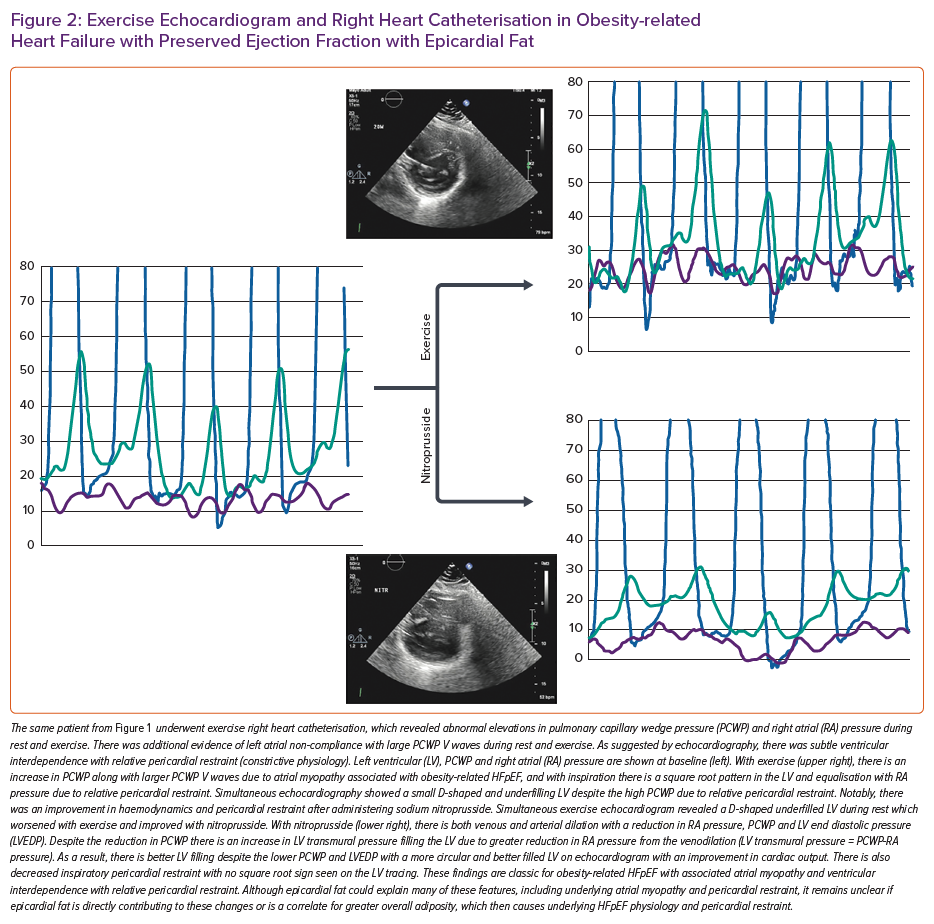 Figure 2: Exercise Echocardiogram and Right Heart Catheterisation in Obesity-related
Heart Failure with Preserved Ejection Fraction with Epicardial Fat
XS-1
20W
79 bpm
80
70
60
50
40
30
20
10
0
80
70
60
50
40
30
20
10
0
Exercise
Nitroprusside
80
70
60
50
40
30
20
10
0
XS-1
NITR
62 bpm
The same patient from Figure 1 underwent exercise right heart catheterisation, which revealed abnormal elevations in pulmonary capillary wedge pressure (PCWP) and right atrial (RA) pressure during
rest and exercise. There was additional evidence of left atrial non-compliance with large PCWP V waves during rest and exercise. As suggested by echocardiography, there was subtle ventricular
interdependence with relative pericardial restraint (constrictive physiology). Left ventricular (LV), PCWP and right atrial (RA) pressure are shown at baseline (left). With exercise (upper right), there is an
increase in PCWP along with larger PCWP V waves due to atrial myopathy associated with obesity-related HFpEF, and with inspiration there is a square root pattern in the LV and equalisation with RA
pressure due to relative pericardial restraint. Simultaneous echocardiography showed a small D-shaped and underfilling LV despite the high PCWP due to relative pericardial restraint. Notably, there
was an improvement in haemodynamics and pericardial restraint after administering sodium nitroprusside. Simultaneous exercise echocardiogram revealed a D-shaped underfilled LV during rest which
worsened with exercise and improved with nitroprusside. With nitroprusside (lower right), there is both venous and arterial dilation with a reduction in RA pressure, PCWP and LV end diastolic pressure
(LVEDP). Despite the reduction in PCWP there is an increase in LV transmural pressure filling the LV due to greater reduction in RA pressure from the venodilation (LV transmural pressure = PCWP-RA
pressure). As a result, there is better LV filling despite the lower PCWP and LVEDP with a more circular and better filled LV on echocardiogram with an improvement in cardiac output. There is also
decreased inspiratory pericardial restraint with no square root sign seen on the LV tracing. These findings are classic for obesity-related HFpEF with associated atrial myopathy and ventricular
interdependence with relative pericardial restraint. Although epicardial fat could explain many of these features, including underlying atrial myopathy and pericardial restraint, it remains unclear if
epicardial fat is directly contributing to these changes or is a correlate for greater overall adiposity, which then causes underlying HFpEF physiology and pericardial restraint.